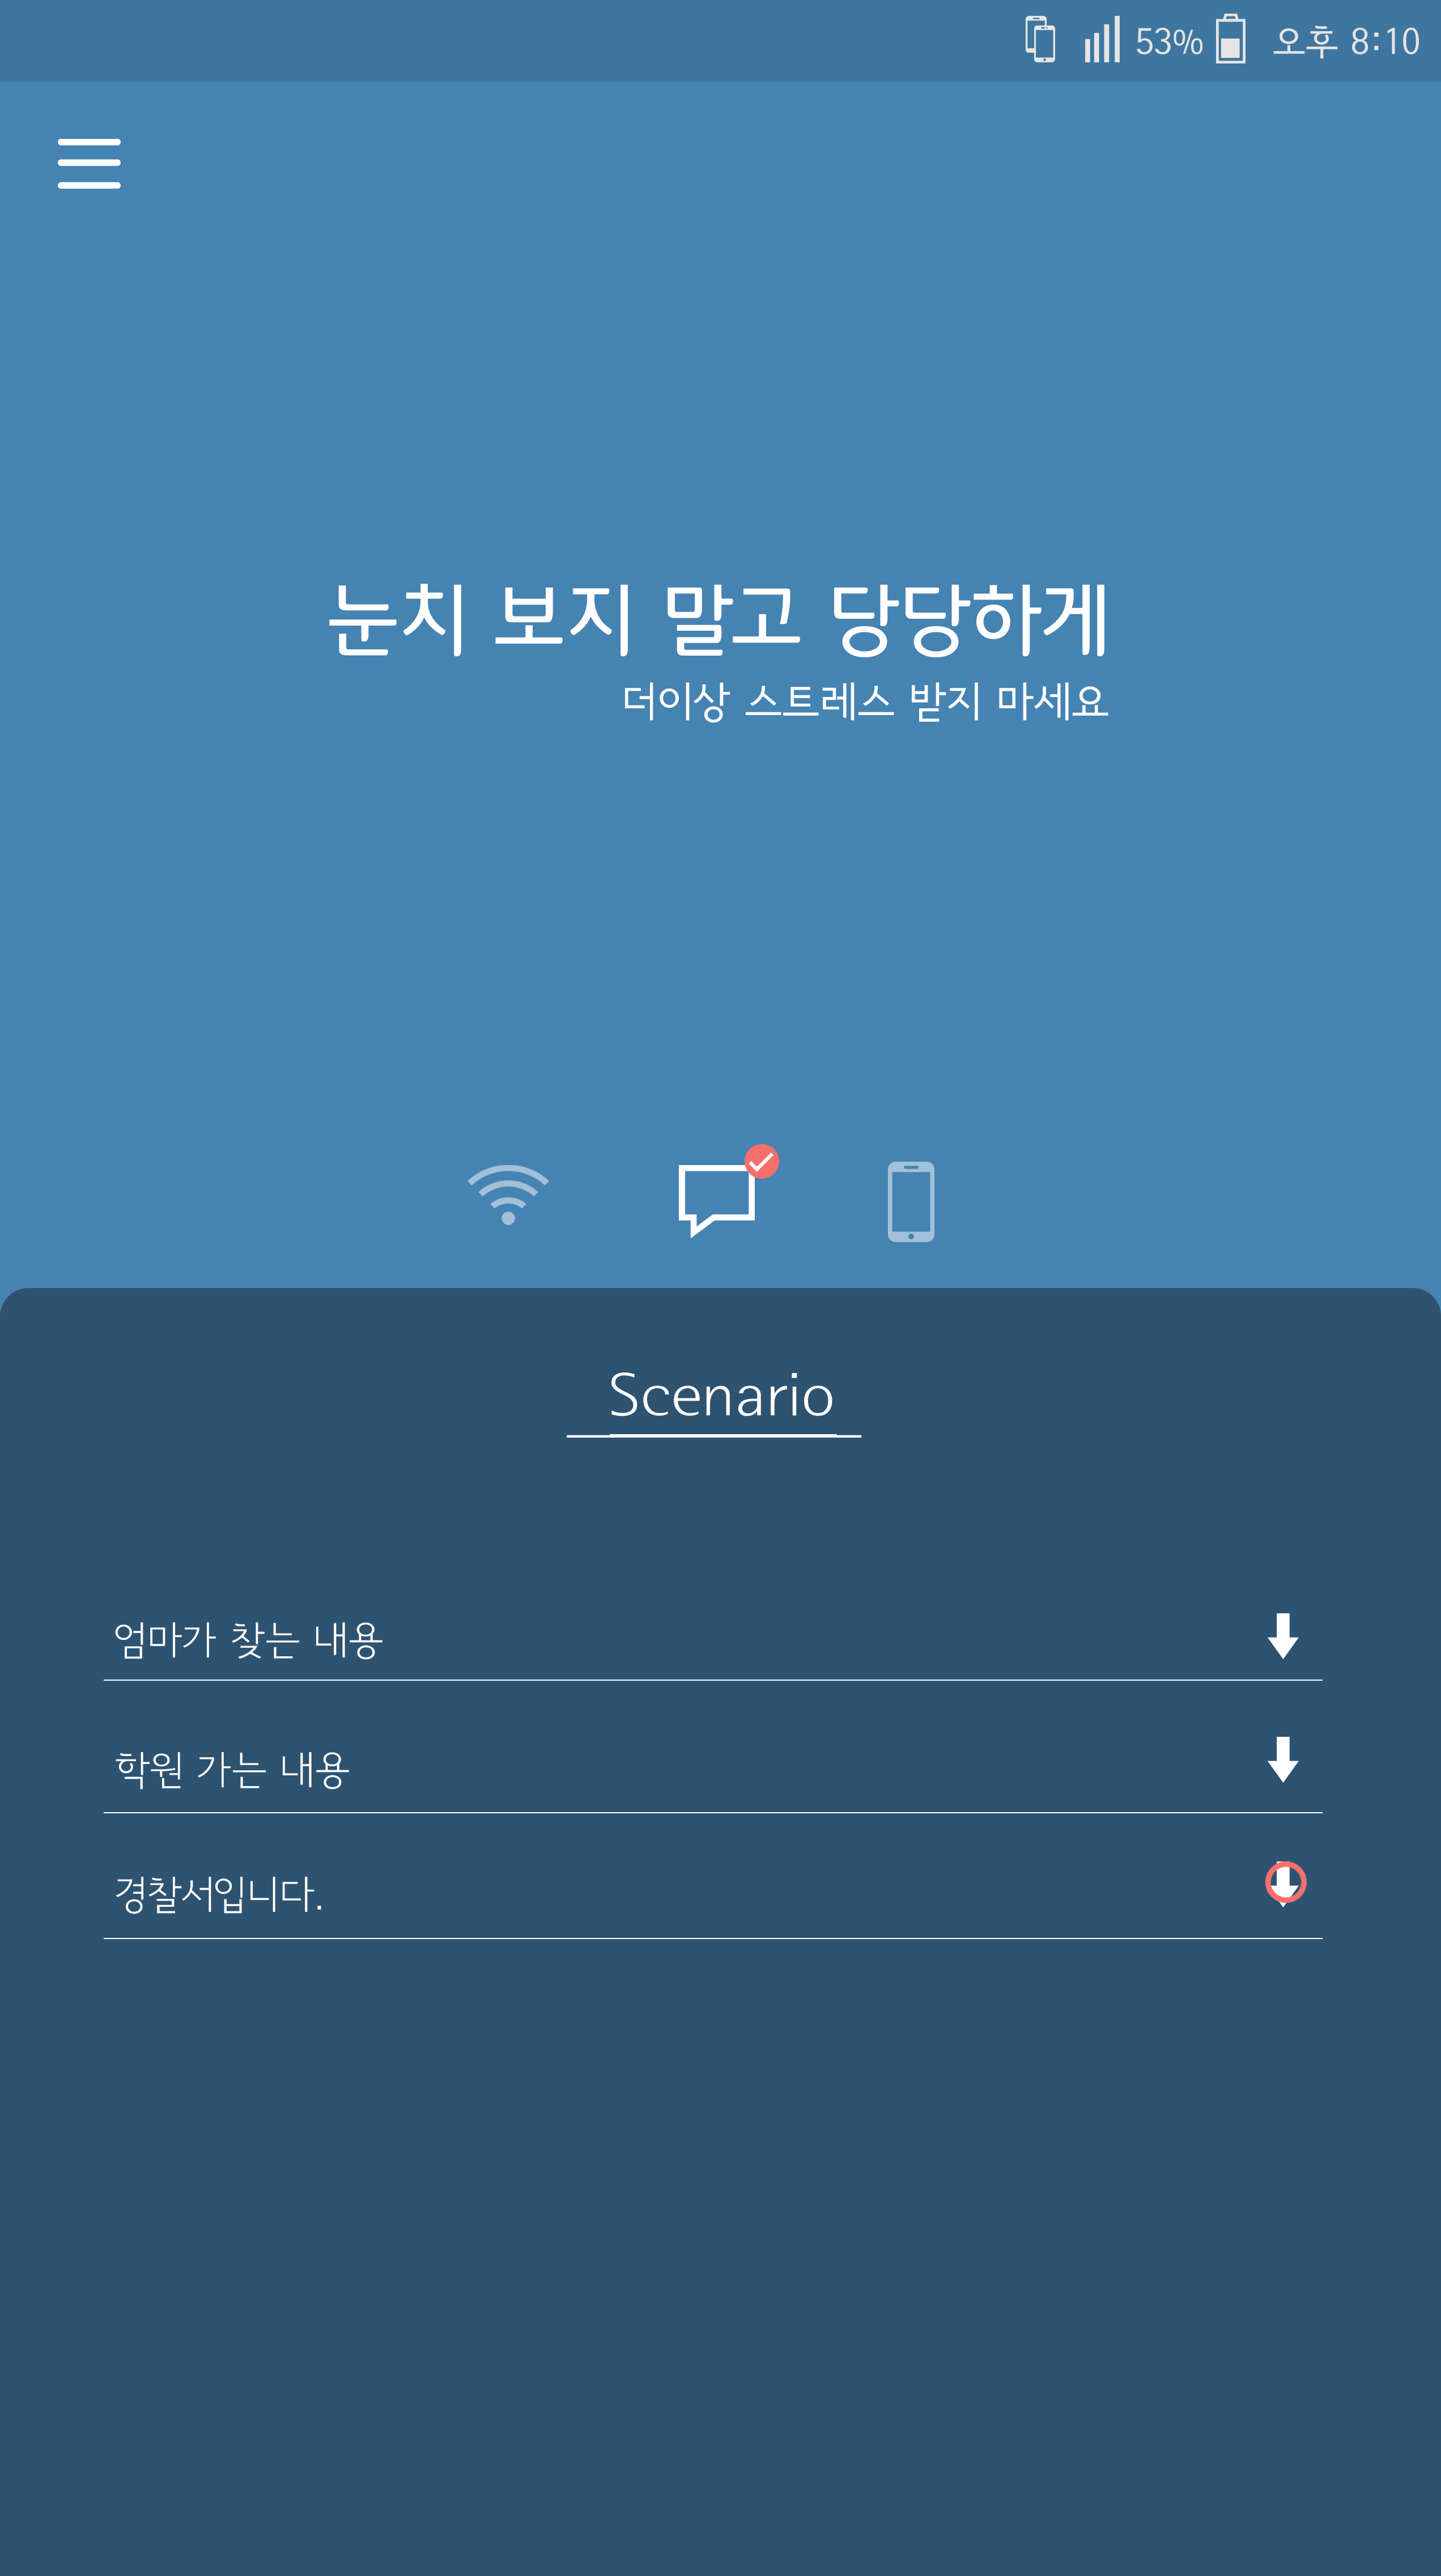 53% 오후 8:10
눈치 보지 말고 당당하게
더이상 스트레스 받지 마세요
Scenario
엄마가 찾는 내용
학원 가는 내용
경찰서입니다.